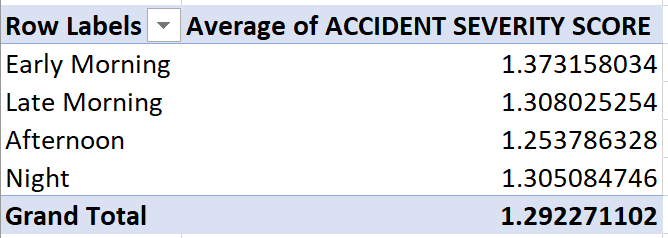 Row Labels Average of ACCIDENT SEVERITY SCORE
Early Morning 1.373158034
Late Morning 1.308025254
Afternoon 1.253786328
Night 1.305084746
Grand Total 1.292271102